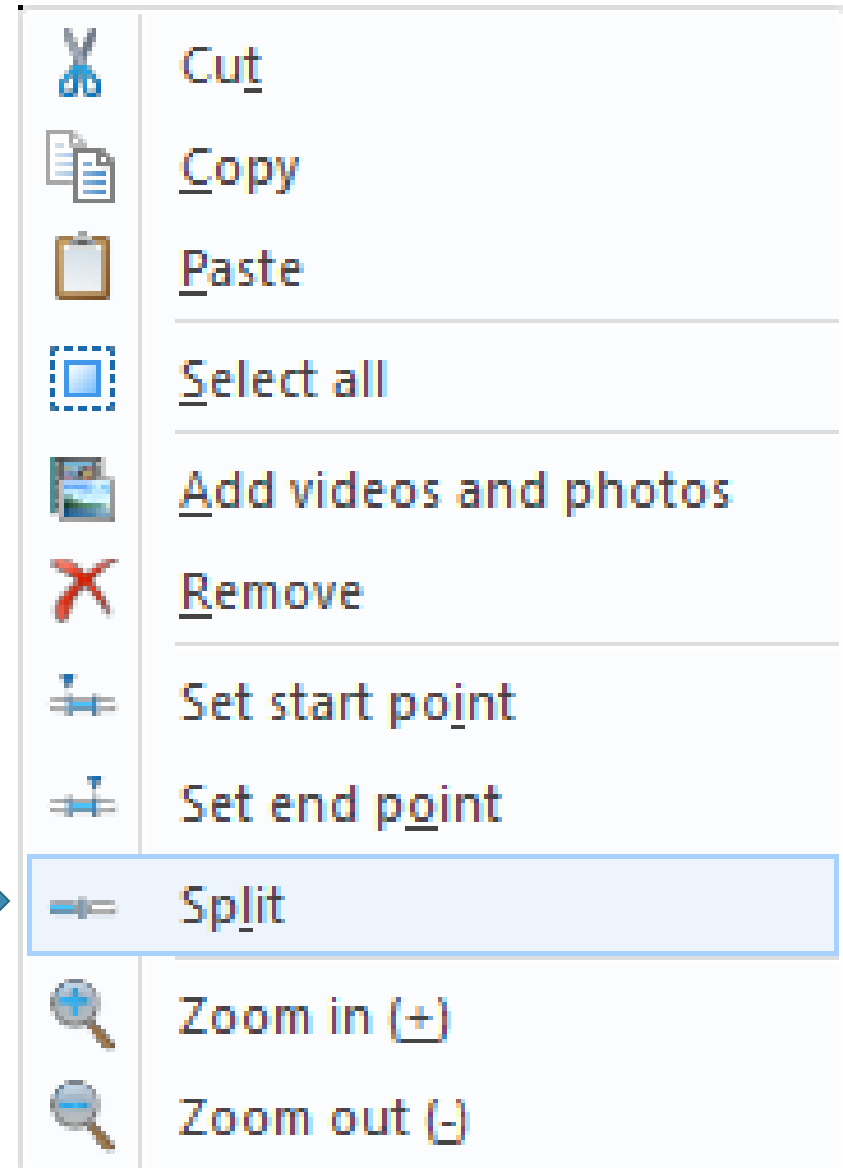 Cut
Copy
Paste
Select all
Add videos and photos
Remove
Set start point
Set end point
Split
Zoom in (+)
Zoom out (-)